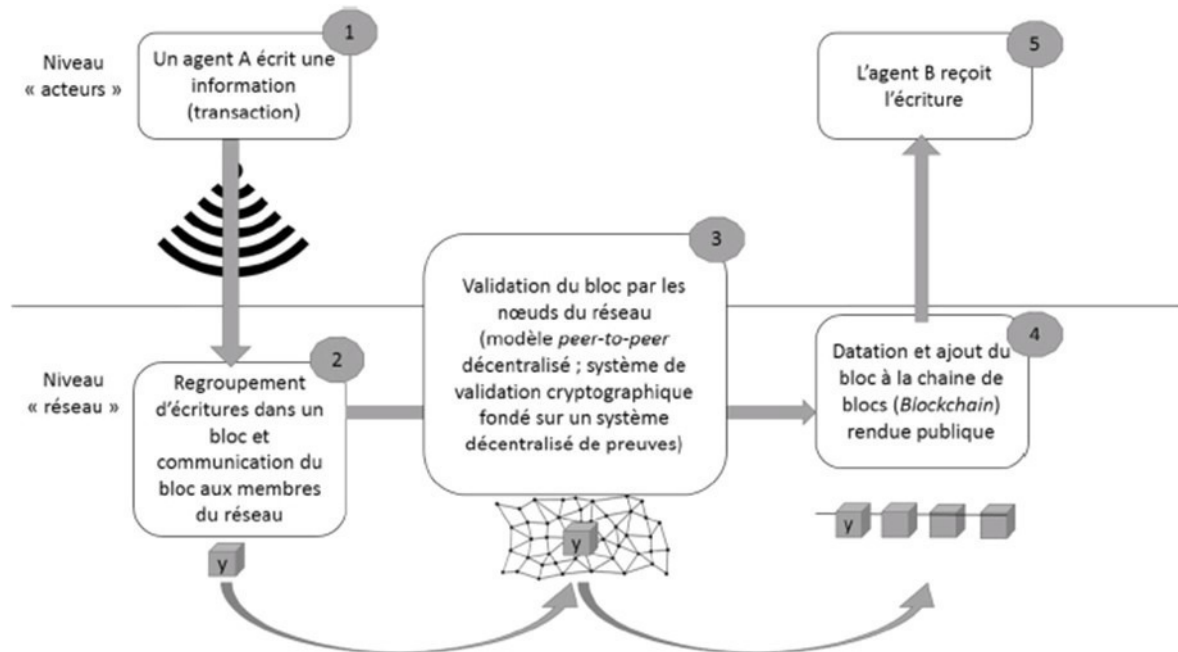 Niveau
« acteurs »
1
Un agent A écrit une
information
(transaction)
5
L’agent B reçoit
l’écriture
Niveau
« réseau »
2
Regroupement
d’écritures dans un
bloc et
communication du
bloc aux membres
du réseau
y
3
Validation du bloc par les
nœuds du réseau
(modèle peer-to-peer
décentralisé ; système de
validation cryptographique
fondé sur un système
décentralisé de preuves)
y
4
Datation et ajout du
bloc à la chaine de
blocs (Blockchain)
rendue publique
y